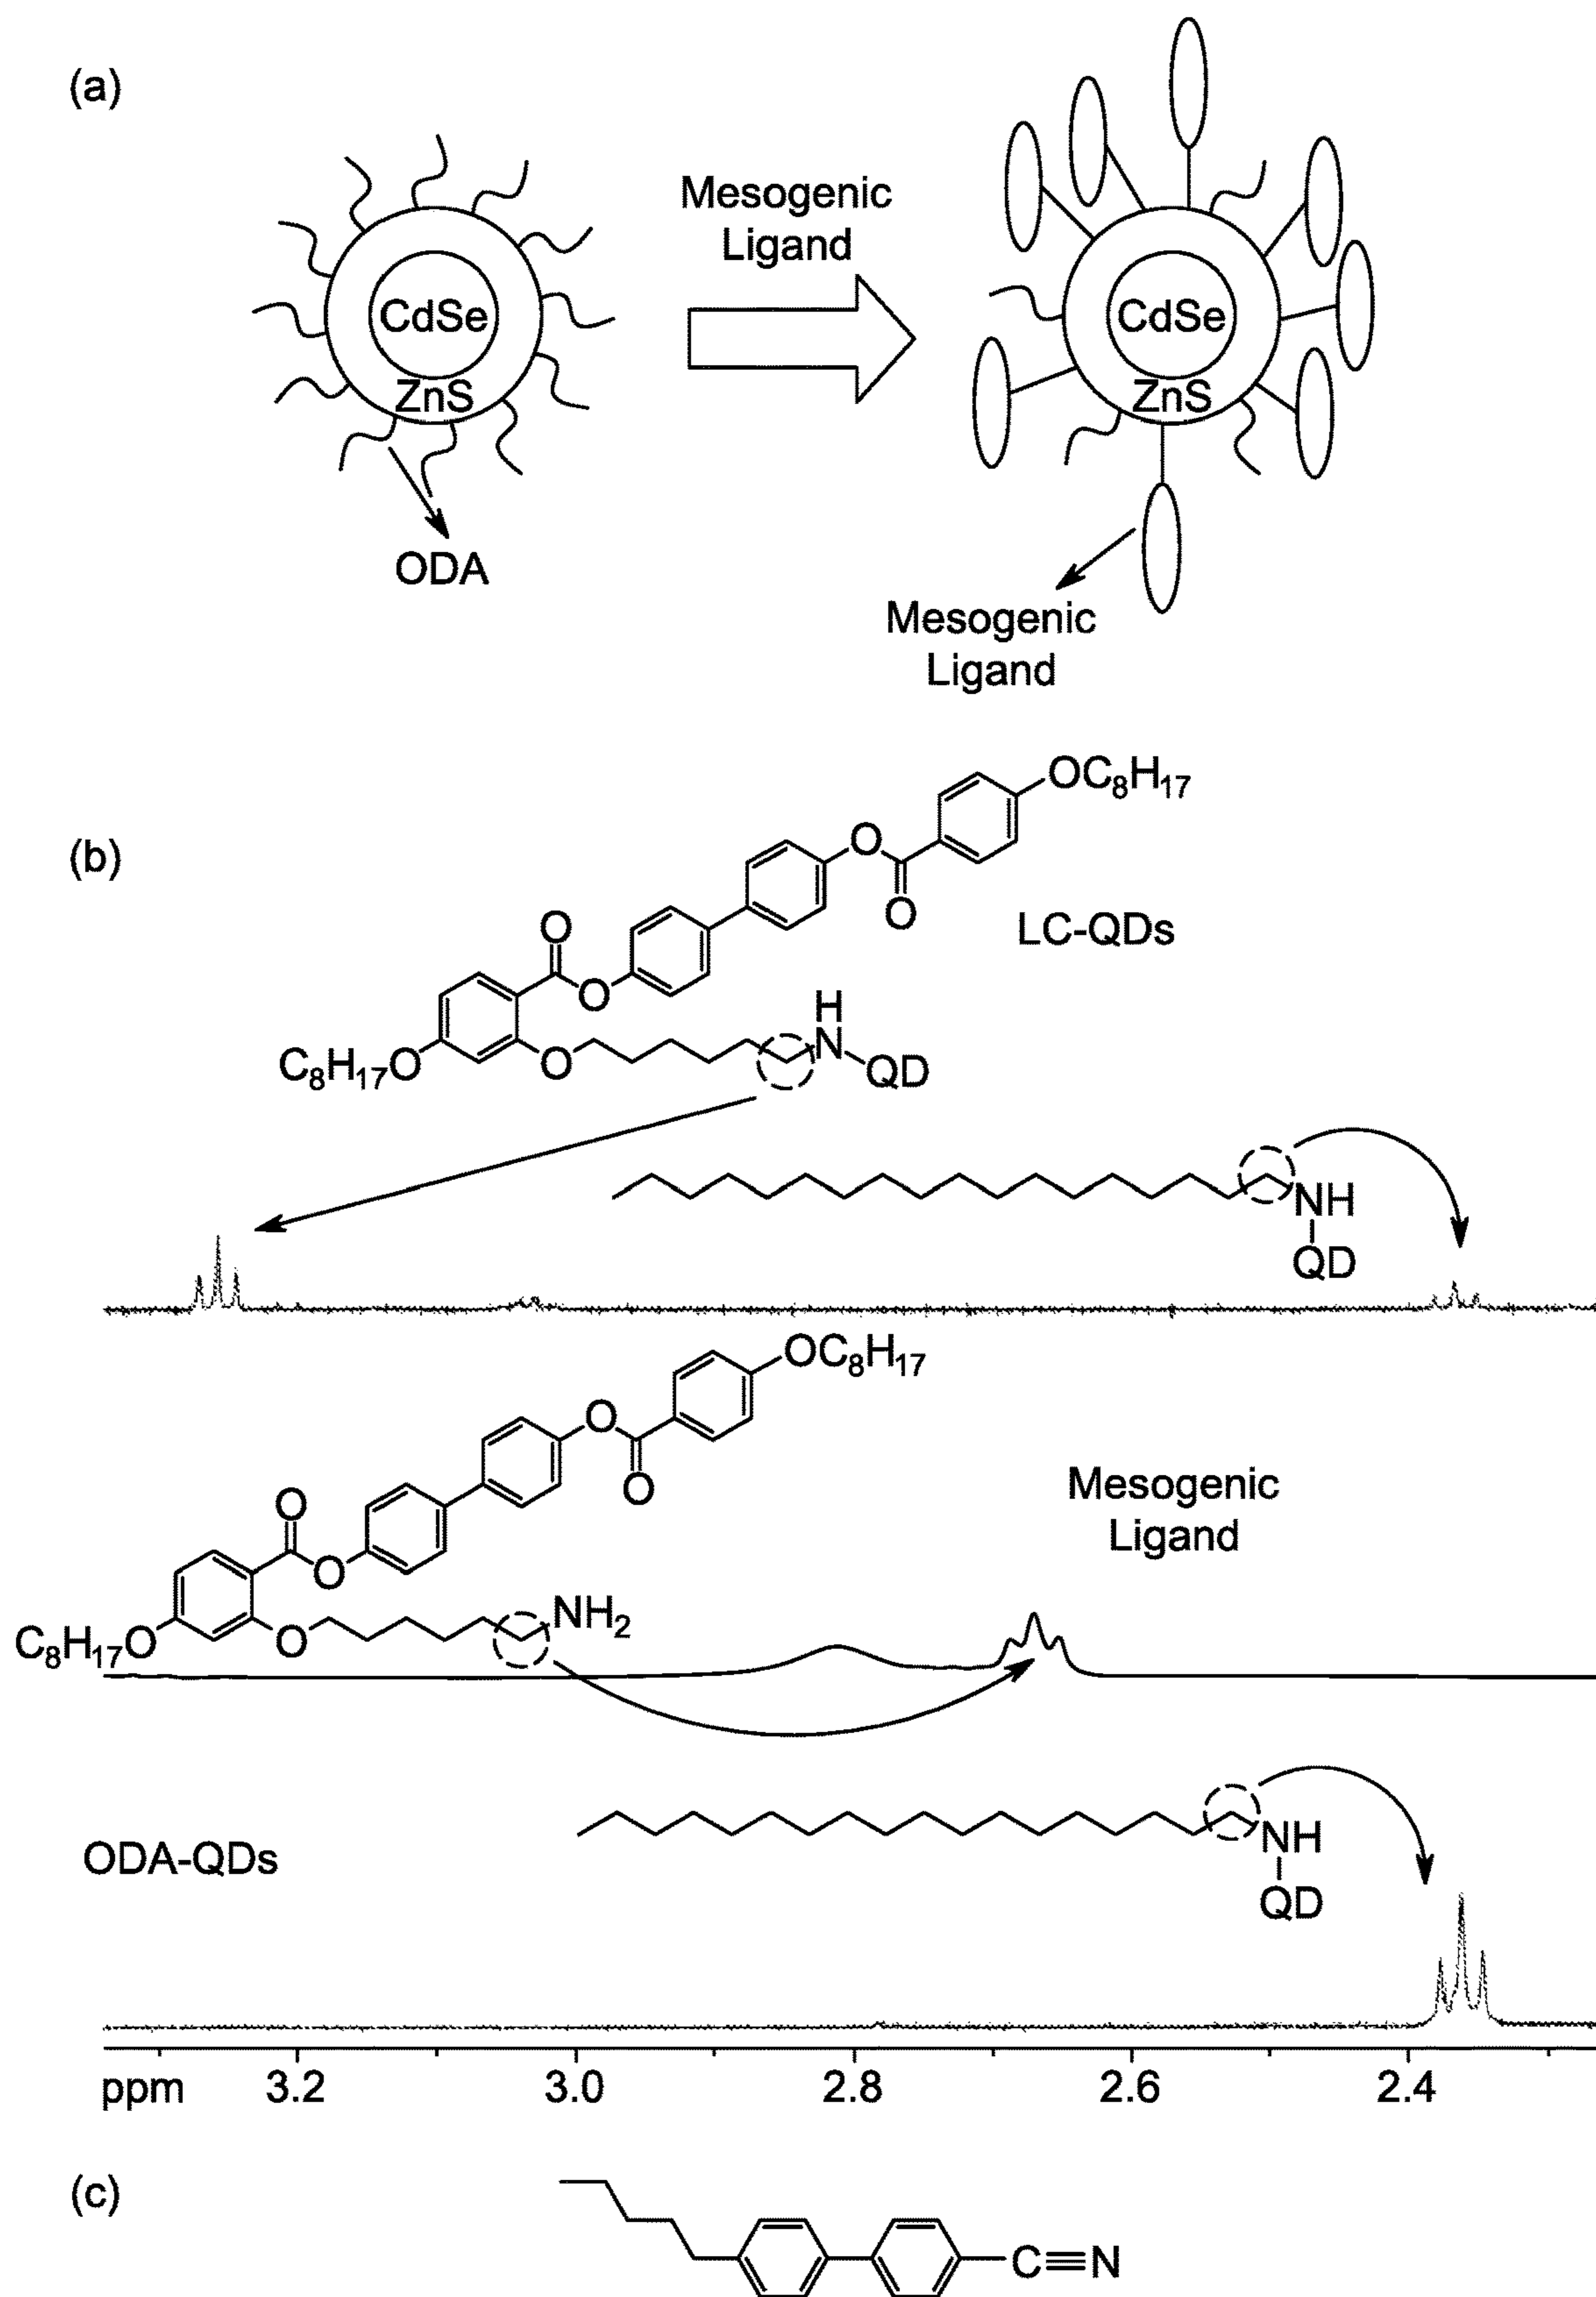 (a)
Mesogenic
Ligand
CdSe
ZnS
CdSe
ZnS
ODA
Mesogenic
Ligand
(b)
OC8H17
O
O
LC-QDs
O
O
H
N
C8H17O
O
QD
NH
QD
OC8H17
O
O
Mesogenic
Ligand
O
O
NH2
C8H17O
O
ODA-QDs
NH
QD
ppm 3.2 3.0 2.8 2.6 2.4
(c)
C≡N